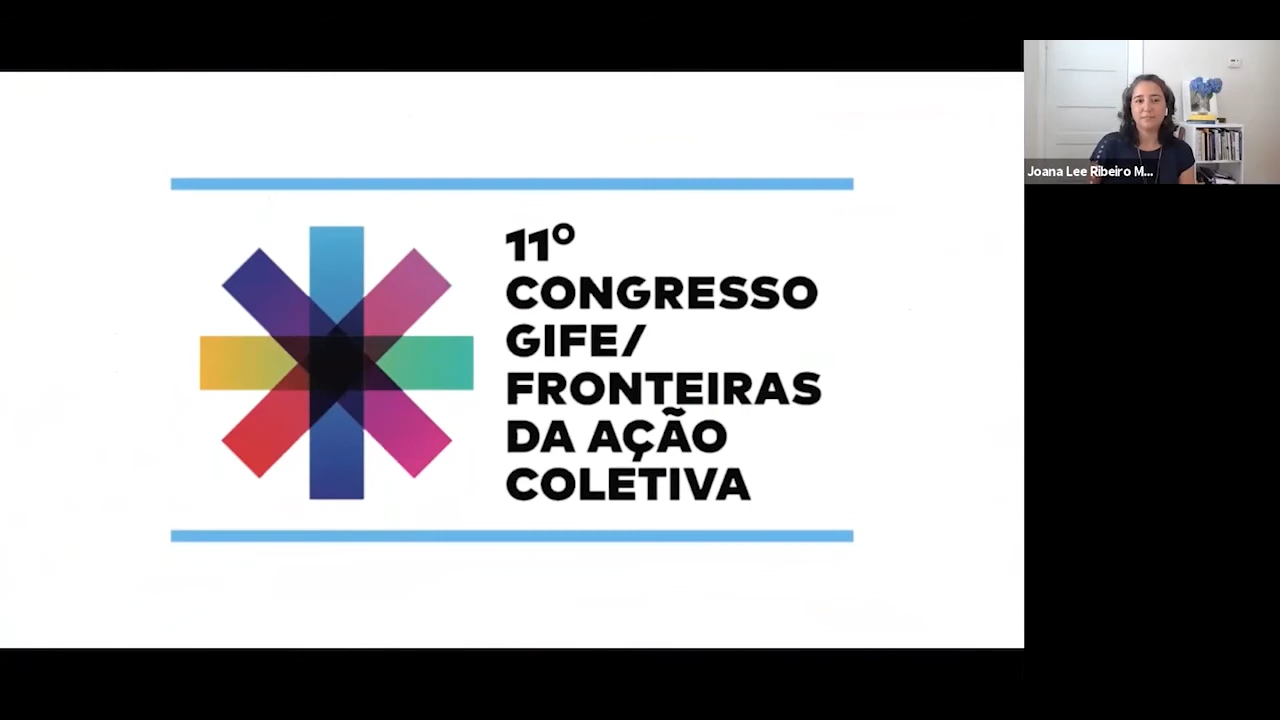 11º
CONGRESSO
GIFE/
FRONTEIRAS
DA AÇÃO
COLETIVA
Joana Lee Ribeiro M...